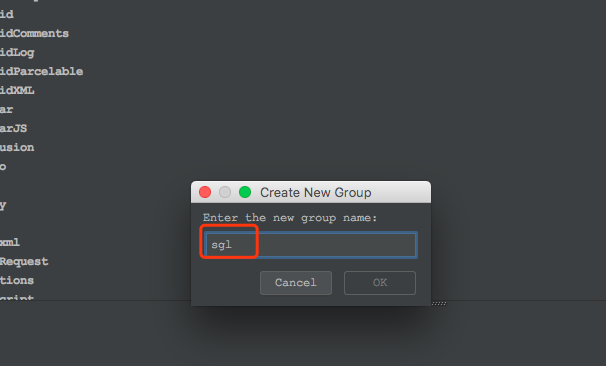 id
idComments
idLog
idParcelable
idXML
ar
arJS
usion
o
y
xml
Request
tions
cript
Create New Group
Enter the new group name:
sgl
Cancel
OK